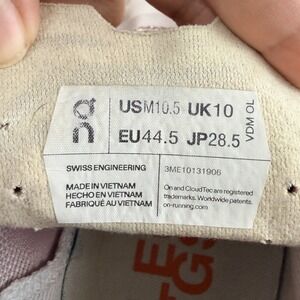 on
USM10.5 UK10
EU44.5 JP28.5
VDM OL
SWISS ENGINEERING
MADE IN VIETNAM
HECHO EN VIETNAM
FABRIQUÉ AU VIETNAM
3ME10131906
On and CloudTec are registered
trademarks. Worldwide patents.
on-running.com